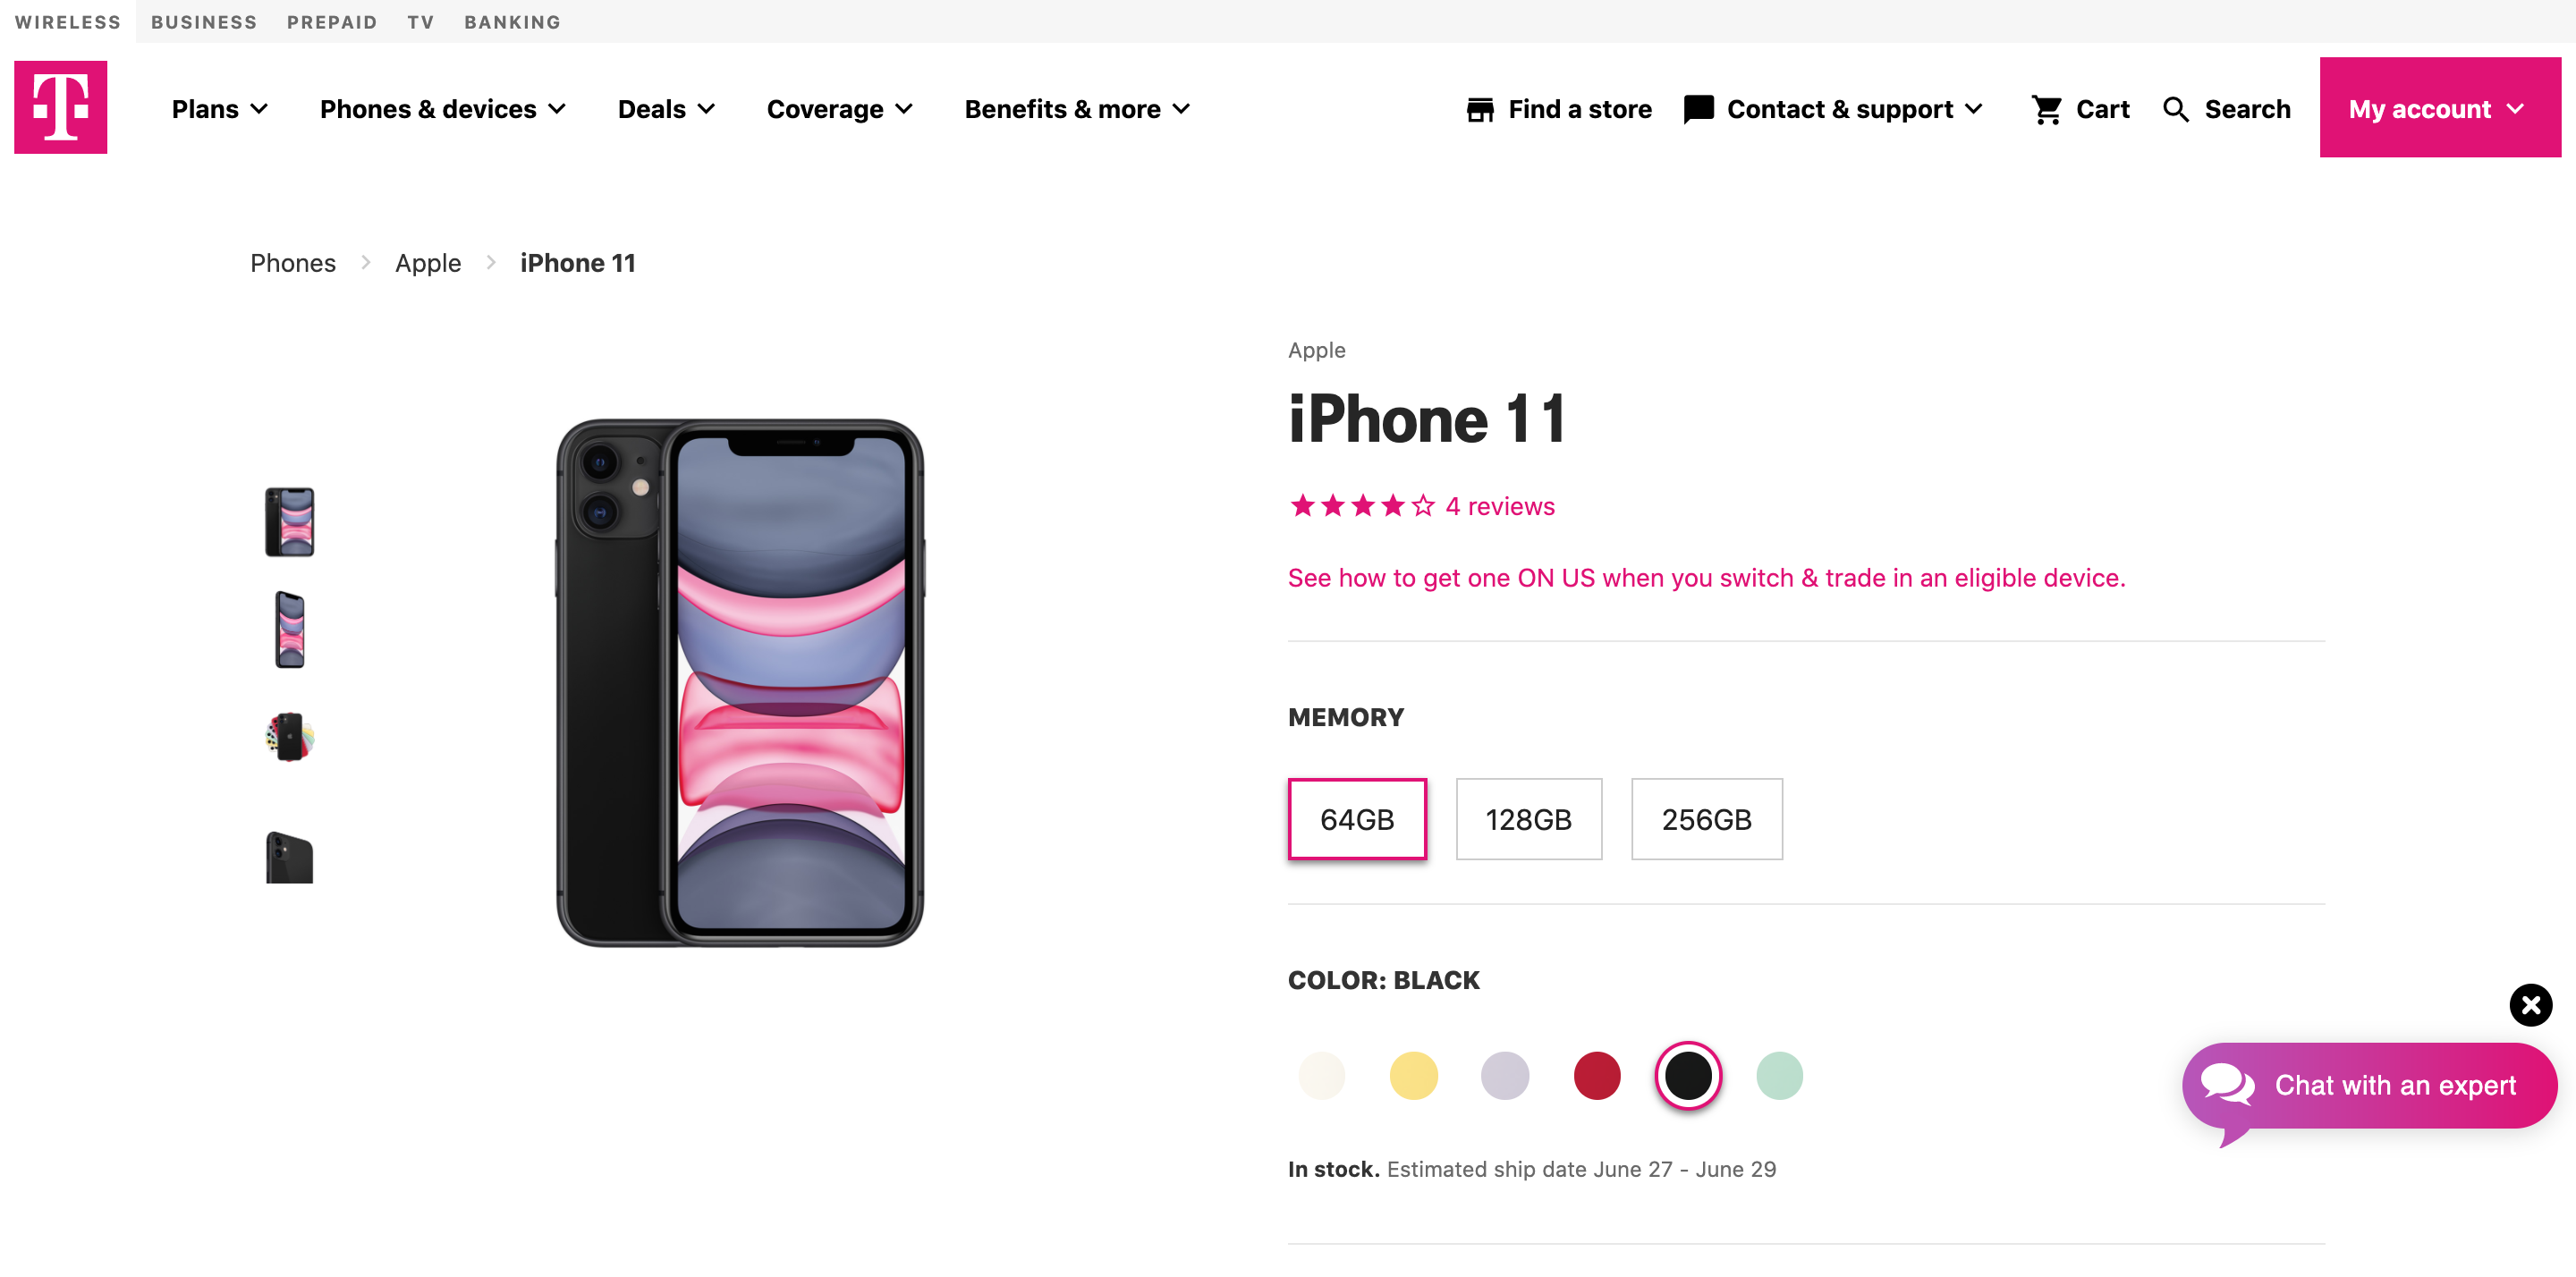 WIRELESS BUSINESS PREPAID TV BANKING
T Plans Phones & devices Deals Coverage Benefits & more Find a store Contact & support Cart Search My account
Phones Apple iPhone 11
Apple
iPhone 11
4 reviews
See how to get one ON US when you switch & trade in an eligible device.
MEMORY
64GB 128GB 256GB
COLOR: BLACK
Chat with an expert
In stock. Estimated ship date June 27 - June 29